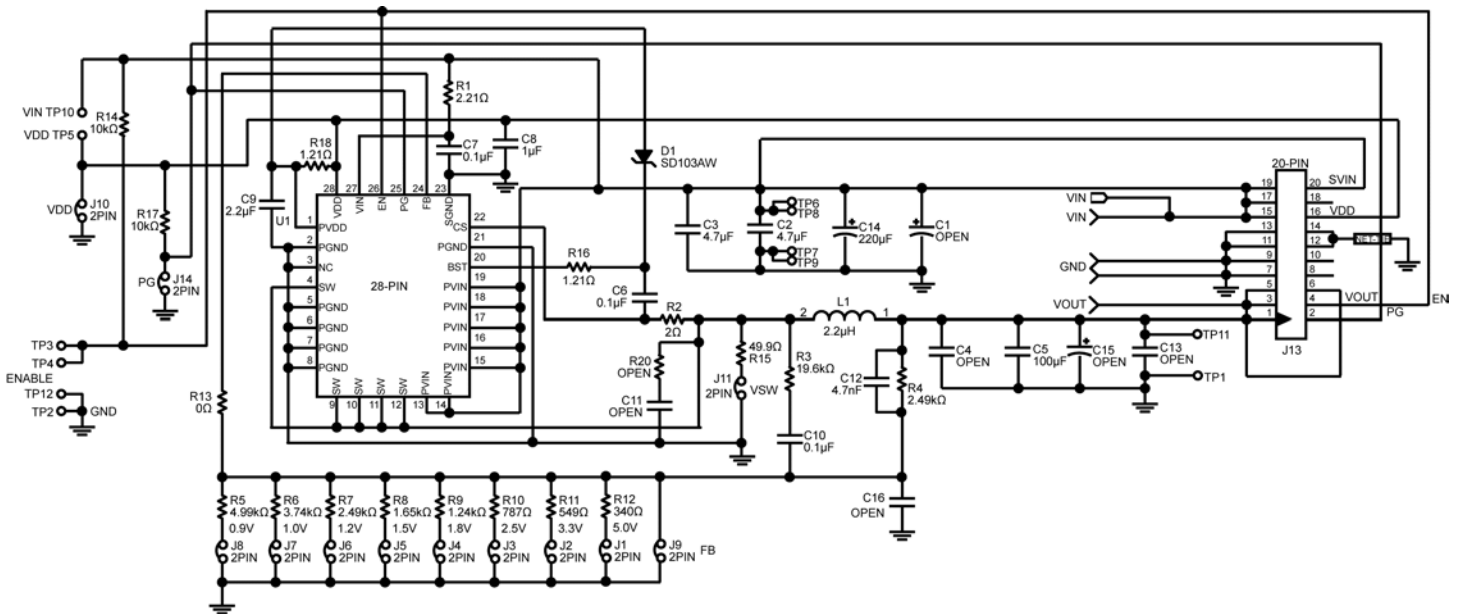 VIN TP10
VDD TP5
R14
10kΩ
J10
VDD
2PIN
R17
10kΩ
PG
J14
2PIN
TP3
TP4
ENABLE
TP12
TP2
GND
R13
0Ω
C9
2.2μF
R18
1.21Ω
U1
R1
2.21Ω
C7
0.1μF
C8
1μF
D1
SD103AW
28 27 26 25 24 23
VDD VIN EN PG FB SGND
1 PVDD
2 PGND
3 NC
4 SW
5 PGND
6 PGND
7 PGND
8 PGND
28-PIN
22 CS
21 PGND
20 BST
19 PVIN
18 PVIN
17 PVIN
16 PVIN
15 PVIN
SW SW SW SW PVIN PVIN
9 10 11 12 13 14
R16
1.21Ω
C6
0.1μF
R2
2Ω
R20
OPEN
C11
OPEN
49.9Ω
R15
J11
2PIN
VSW
R3
19.6kΩ
C10
0.1μF
2 L1 1
2.2μH
C12
4.7nF
R4
2.49kΩ
C16
OPEN
C3
4.7μF
TP6
TP8
C2
4.7μF
TP7
TP9
C14
220μF
C1
OPEN
C4
OPEN
C5
100μF
C15
OPEN
C13
OPEN
TP11
TP1
VIN
VIN
GND
VOUT
20-PIN
19 20 SVIN
17 18
15 16 VDD
13 14
11 12
9 10
7 8
5 6
3 4 VOUT EN
1 2 PG
J13
R5
4.99kΩ
0.9V
J8
2PIN
R6
3.74kΩ
1.0V
J7
2PIN
R7
2.49kΩ
1.2V
J6
2PIN
R8
1.65kΩ
1.5V
J5
2PIN
R9
1.24kΩ
1.8V
J4
2PIN
R10
787Ω
2.5V
J3
2PIN
R11
549Ω
3.3V
J2
2PIN
R12
340Ω
5.0V
J1
2PIN
J9
2PIN
FB